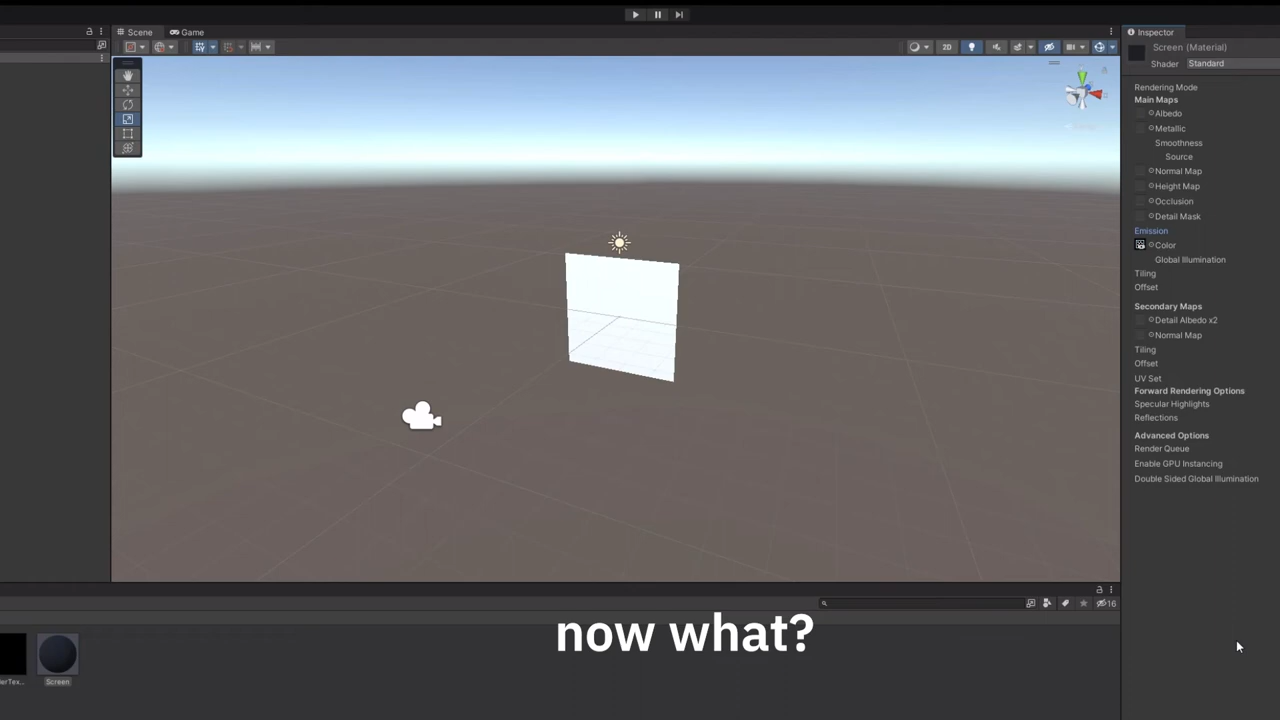 Scene
Game
2D
16
now what?
derTex...
Screen
Inspector
Screen (Material)
Shader Standard
Rendering Mode
Main Maps
Albedo
Metallic
Smoothness
Source
Normal Map
Height Map
Occlusion
Detail Mask
Emission
Color
Global Illumination
Tiling
Offset
Secondary Maps
Detail Albedo x2
Normal Map
Tiling
Offset
UV Set
Forward Rendering Options
Specular Highlights
Reflections
Advanced Options
Render Queue
Enable GPU Instancing
Double Sided Global Illumination